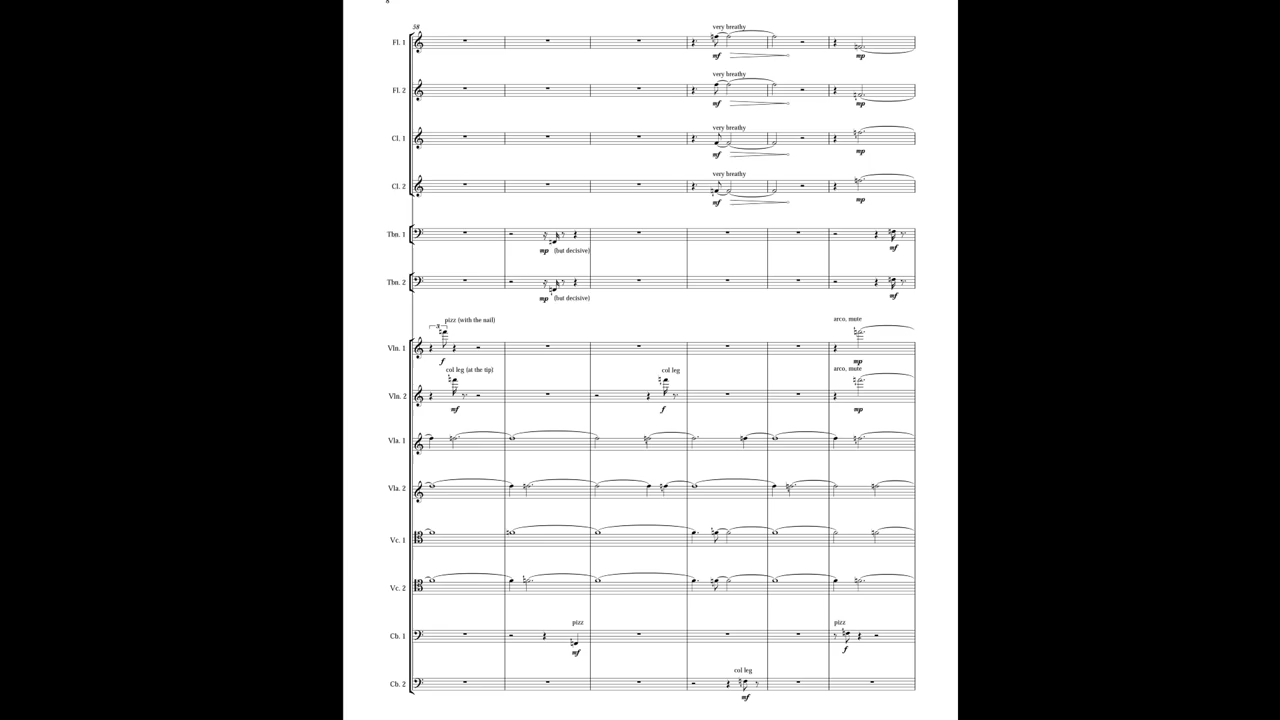 58
Fl. 1
very breathy
mf
mp
Fl. 2
very breathy
mf
mp
Cl. 1
very breathy
mf
mp
Cl. 2
very breathy
mf
mp
Tbn. 1
mp (but decisive)
mf
Tbn. 2
mp (but decisive)
mf
pizz (with the nail)
arco, mute
3
Vln. 1
f
mp
col leg (at the tip)
col leg
arco, mute
Vln. 2
mf
f
mp
Vla. 1
Vla. 2
Vc. 1
Vc. 2
pizz
pizz
Cb. 1
mf
f
col leg
Cb. 2
mf